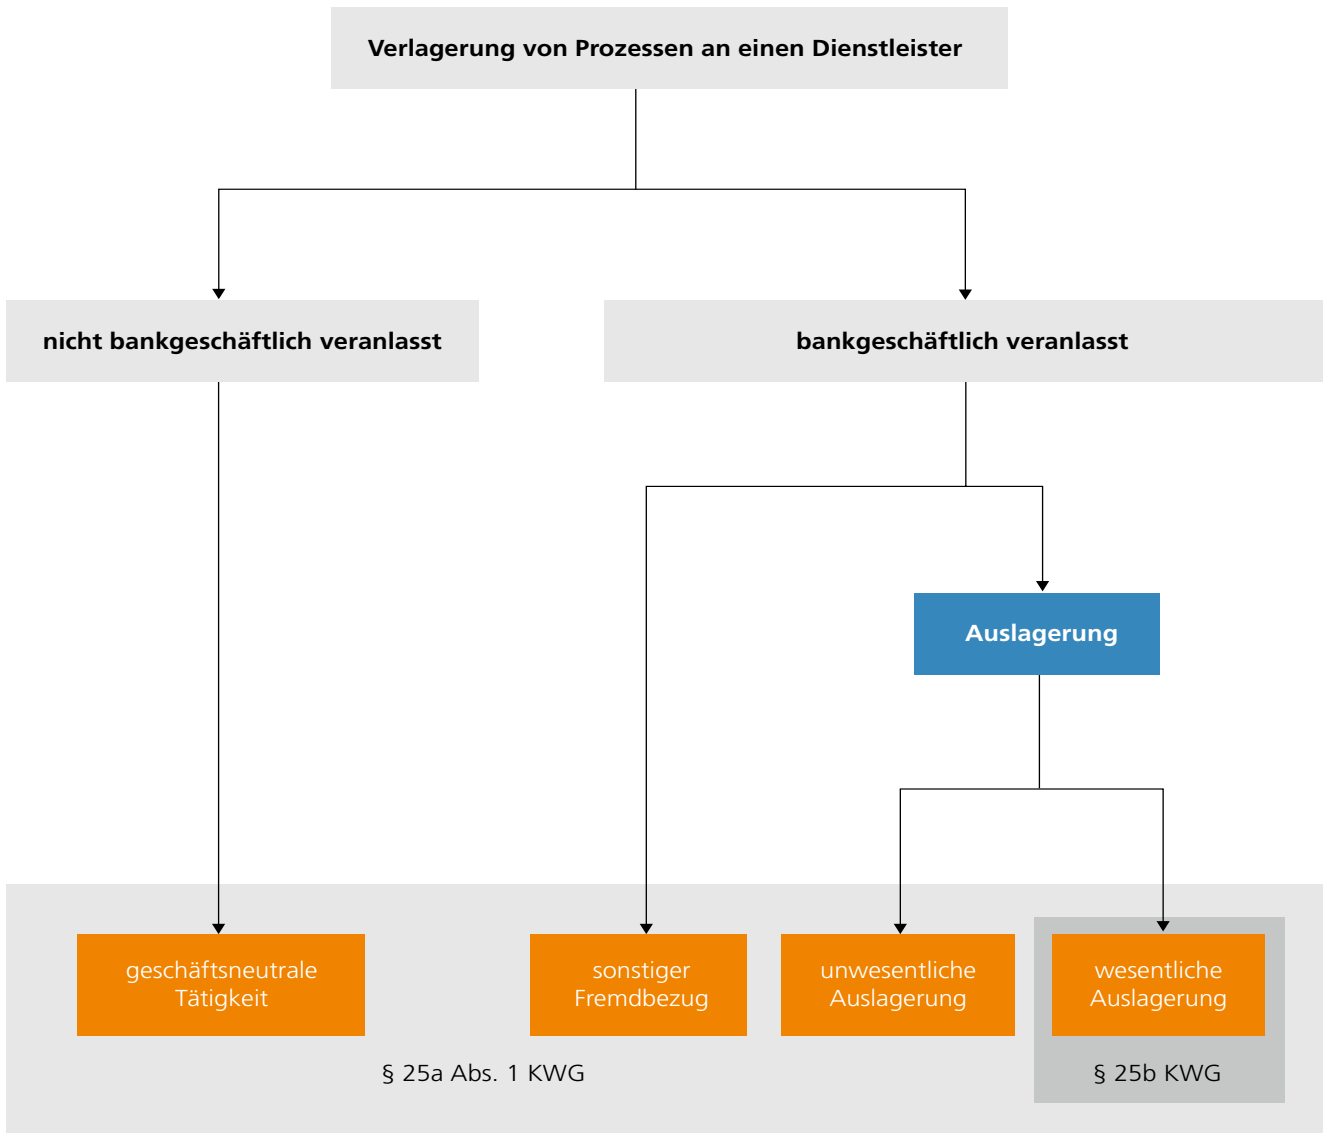 Verlagerung von Prozessen an einen Dienstleister
nicht bankgeschäftlich veranlasst
bankgeschäftlich veranlasst
Auslagerung
geschäftsneutrale
Tätigkeit
sonstiger
Fremdbezug
unwesentliche
Auslagerung
wesentliche
Auslagerung
§ 25a Abs. 1 KWG
§ 25b KWG